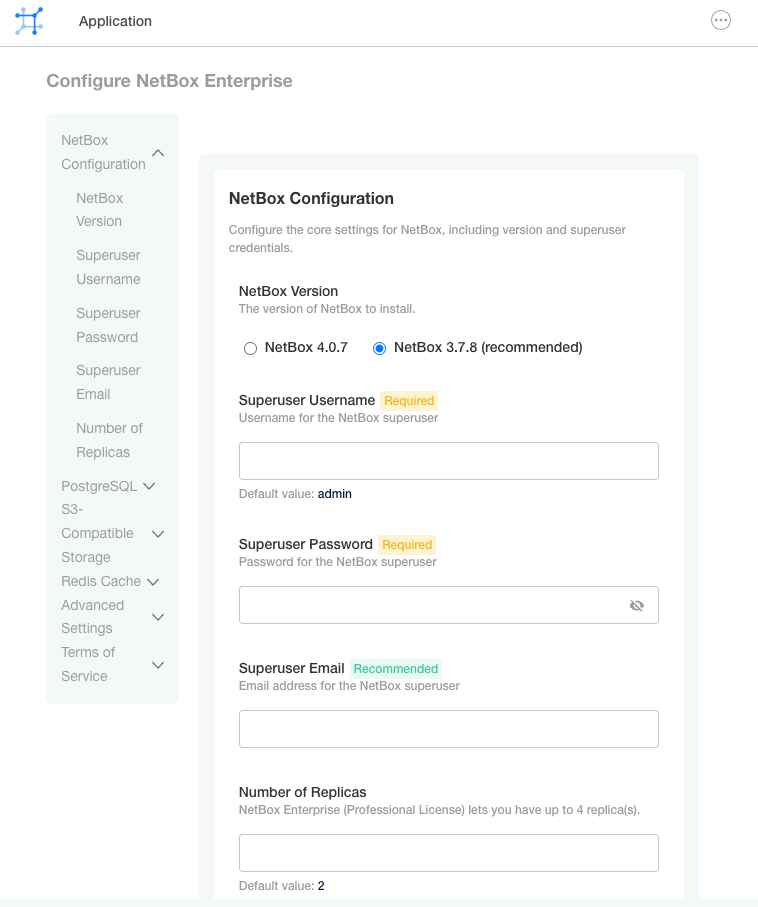 Application
Configure NetBox Enterprise
NetBox
Configuration
NetBox
Version
Superuser
Username
Superuser
Password
Superuser
Email
Number of
Replicas
PostgreSQL
S3-
Compatible
Storage
Redis Cache
Advanced
Settings
Terms of
Service
NetBox Configuration
Configure the core settings for NetBox, including version and superuser
credentials.
NetBox Version
The version of NetBox to install.
NetBox 4.0.7 NetBox 3.7.8 (recommended)
Superuser Username Required
Username for the NetBox superuser
Default value: admin
Superuser Password Required
Password for the NetBox superuser
Superuser Email Recommended
Email address for the NetBox superuser
Number of Replicas
NetBox Enterprise (Professional License) lets you have up to 4 replica(s).
Default value: 2